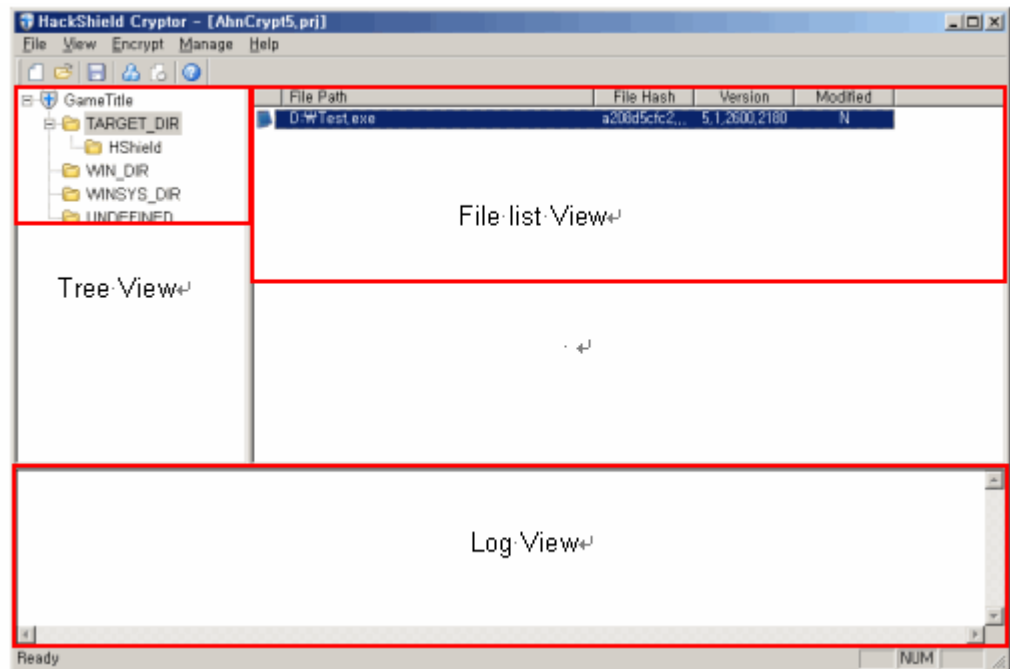 HackShield Cryptor - [AhnCrypt5.prj]
File View Encrypt Manage Help
GameTitle
TARGET_DIR
HShield
WIN_DIR
WINSYS_DIR
UNDEFINED
File Path File Hash Version Modified
D:₩Test.exe a208d5cfc2... 5.1.2600.2180 N
File list View
Tree View
Log View
Ready NUM